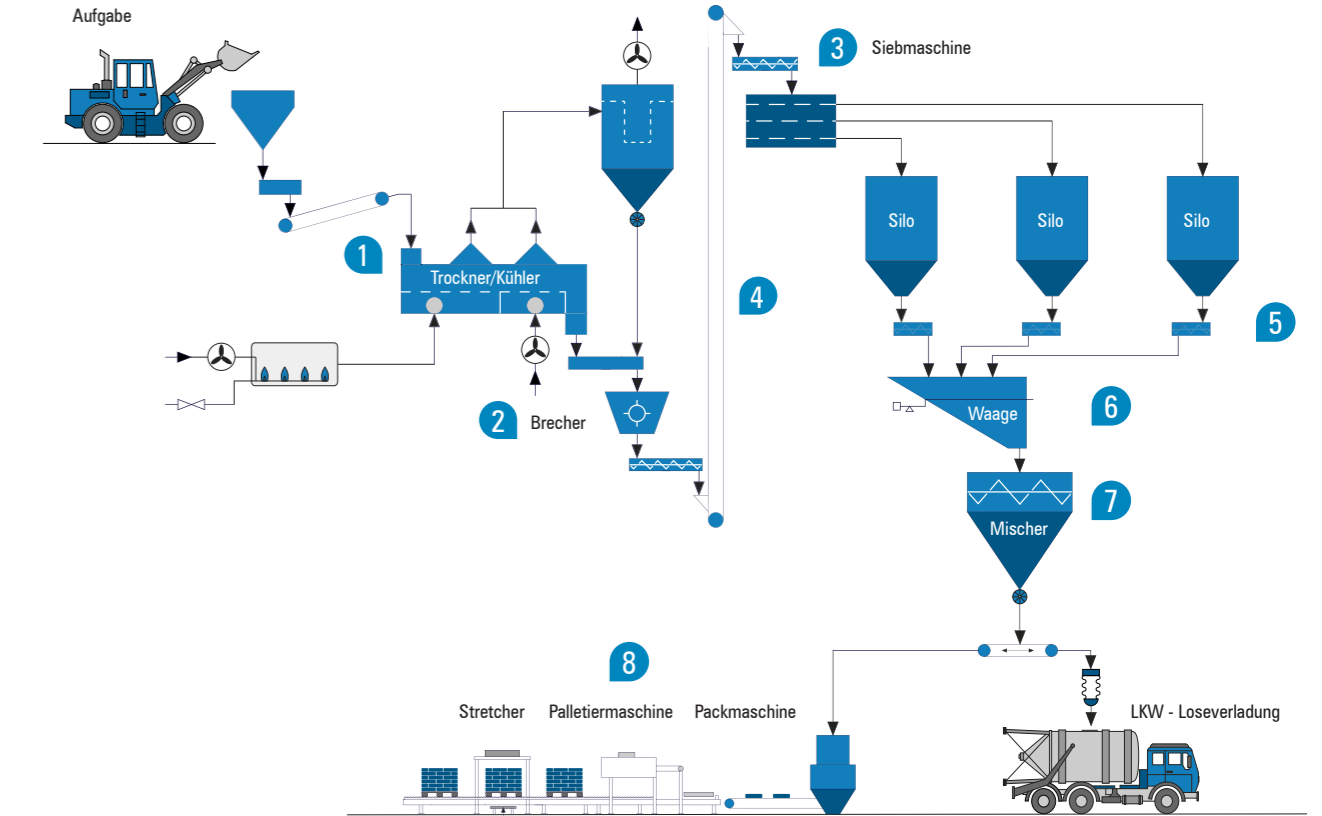 Aufgabe
3 Siebmaschine
Silo Silo Silo
1
Trockner/Kühler
4
5
2 Brecher
Waage
6
7
Mischer
8
Stretcher Palletiermaschine Packmaschine
LKW - Loseverladung